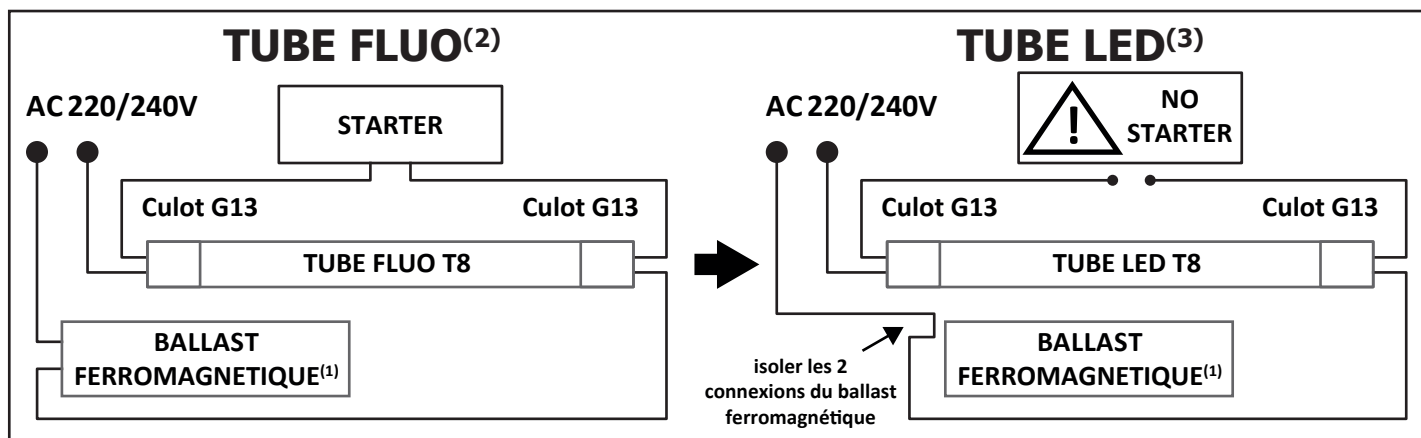 TUBE FLUO(2)
AC 220/240V
STARTER
Culot G13
Culot G13
TUBE FLUO T8
BALLAST
FERROMAGNETIQUE(1)
TUBE LED(3)
AC 220/240V
! NO
STARTER
Culot G13
Culot G13
TUBE LED T8
isoler les 2
connexions du ballast
ferromagnétique
BALLAST
FERROMAGNETIQUE(1)